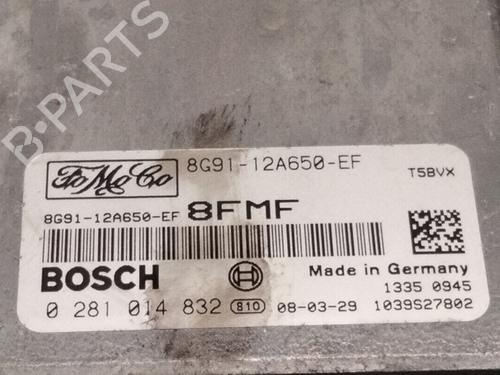 B-PARTS
FoMoCo
8G91-12A650-EF
T5BVX
8G91-12A650-EF 8FMF
BOSCH
Made in Germany
1335 0945
0 281 014 832 810 08-03-29 1039S27802